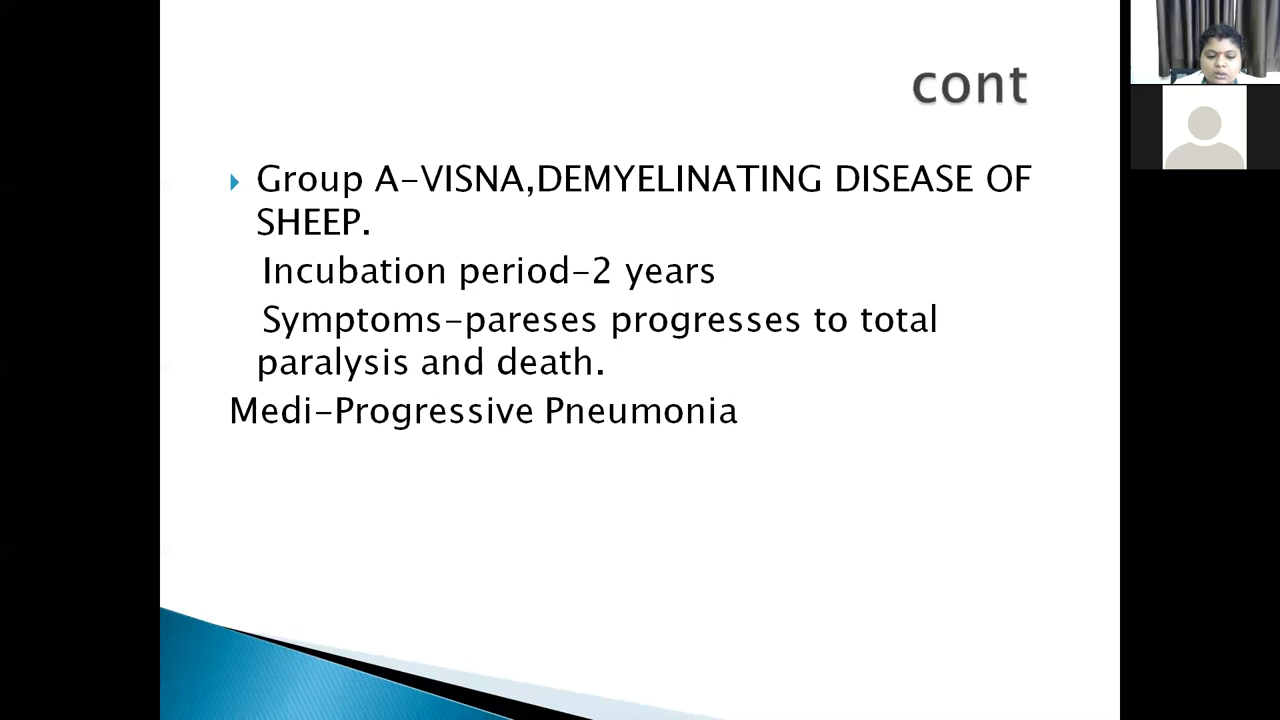 cont
Group A-VISNA,DEMYELINATING DISEASE OF
SHEEP.
Incubation period-2 years
Symptoms-pareses progresses to total
paralysis and death.
Medi-Progressive Pneumonia